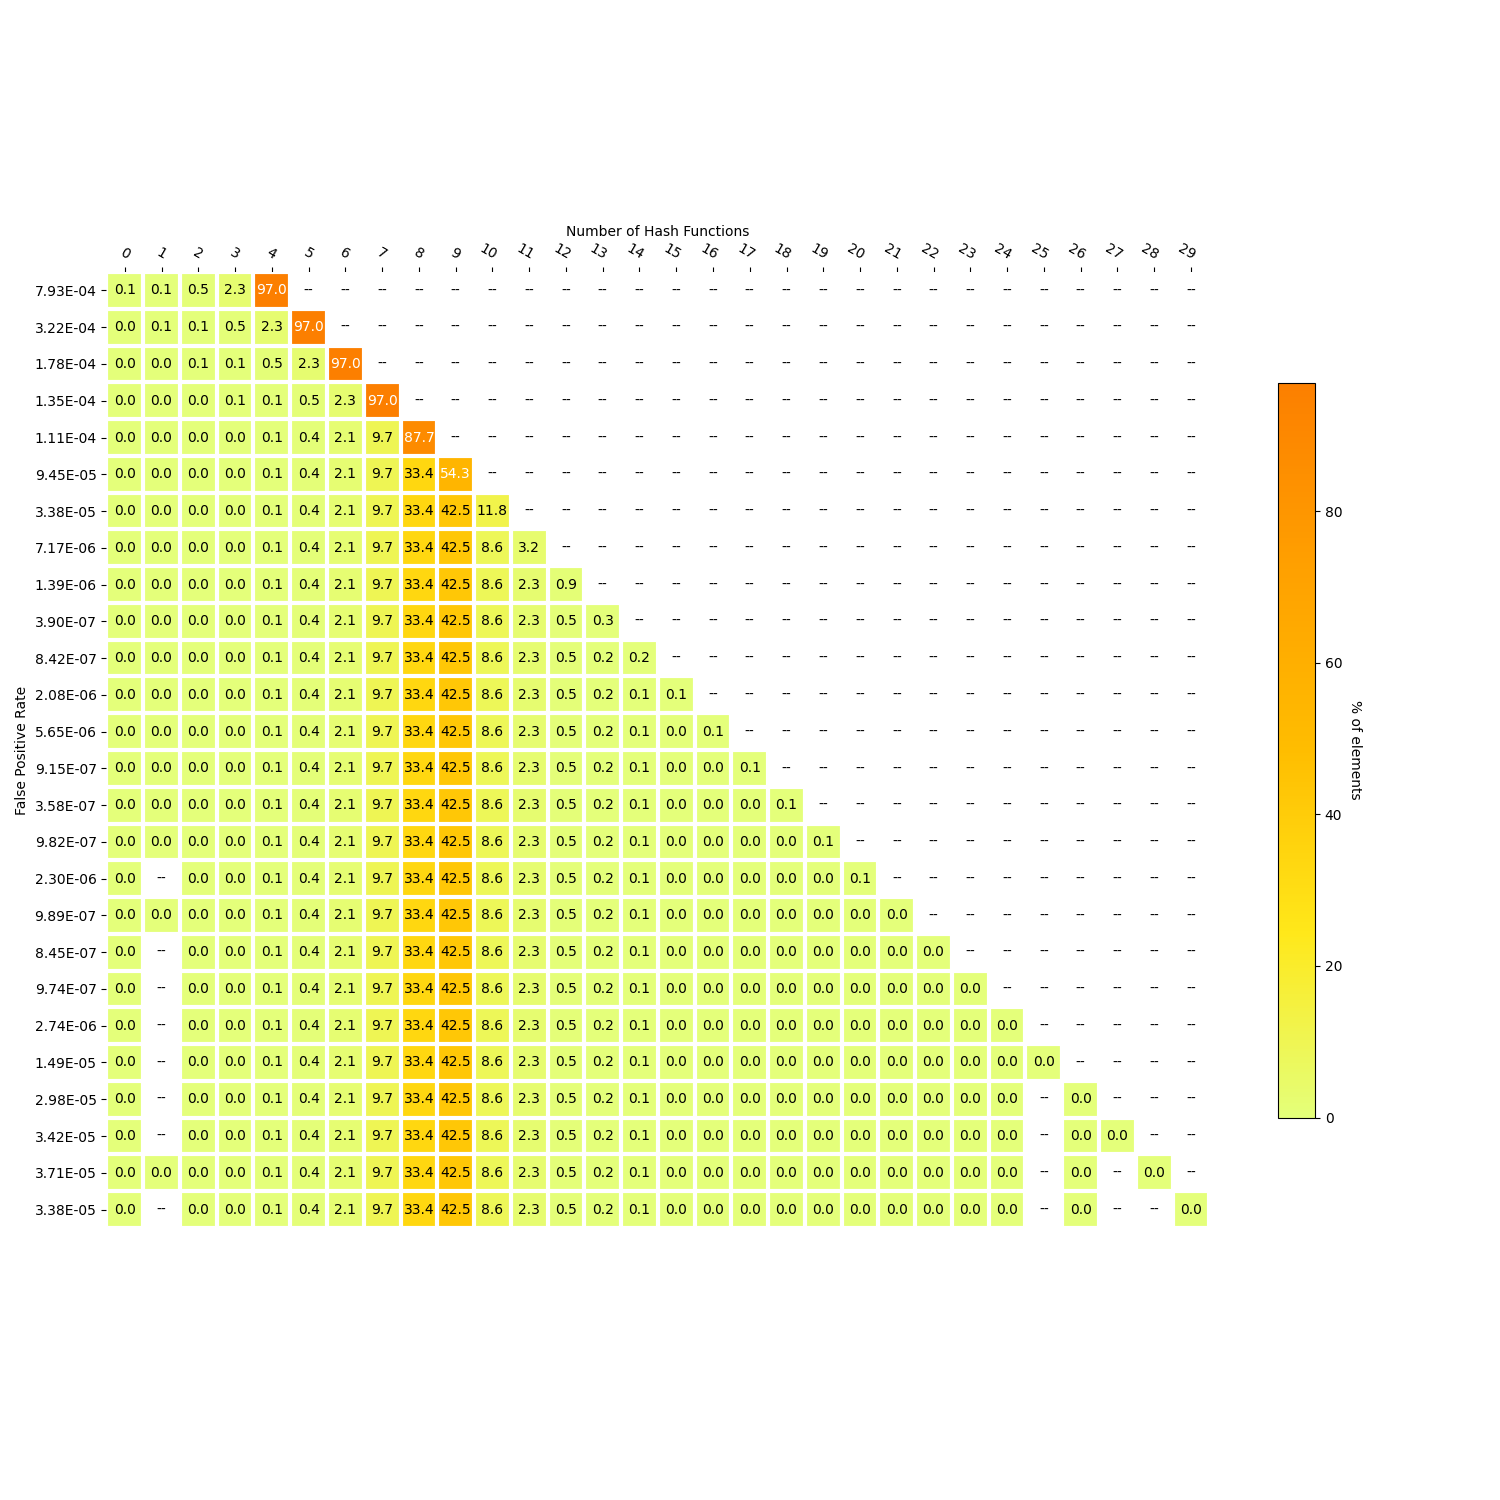 Number of Hash Functions
0 1 2 3 4 5 6 7 8 9 10 11 12 13 14 15 16 17 18 19 20 21 22 23 24 25 26 27 28 29
7.93E-04 0.1 0.1 0.5 2.3 97.0 -- -- -- -- -- -- -- -- -- -- -- -- -- -- -- -- -- -- -- -- -- -- -- -- --
3.22E-04 0.0 0.1 0.1 0.5 2.3 97.0 -- -- -- -- -- -- -- -- -- -- -- -- -- -- -- -- -- -- -- -- -- -- -- --
1.78E-04 0.0 0.0 0.1 0.1 0.5 2.3 97.0 -- -- -- -- -- -- -- -- -- -- -- -- -- -- -- -- -- -- -- -- -- -- --
1.35E-04 0.0 0.0 0.0 0.1 0.1 0.5 2.3 97.0 -- -- -- -- -- -- -- -- -- -- -- -- -- -- -- -- -- -- -- -- -- --
1.11E-04 0.0 0.0 0.0 0.0 0.1 0.4 2.1 9.7 87.7 -- -- -- -- -- -- -- -- -- -- -- -- -- -- -- -- -- -- -- -- --
9.45E-05 0.0 0.0 0.0 0.0 0.1 0.4 2.1 9.7 33.4 54.3 -- -- -- -- -- -- -- -- -- -- -- -- -- -- -- -- -- -- -- --
3.38E-05 0.0 0.0 0.0 0.0 0.1 0.4 2.1 9.7 33.4 42.5 11.8 -- -- -- -- -- -- -- -- -- -- -- -- -- -- -- -- -- -- --
7.17E-06 0.0 0.0 0.0 0.0 0.1 0.4 2.1 9.7 33.4 42.5 8.6 3.2 -- -- -- -- -- -- -- -- -- -- -- -- -- -- -- -- -- --
1.39E-06 0.0 0.0 0.0 0.0 0.1 0.4 2.1 9.7 33.4 42.5 8.6 2.3 0.9 -- -- -- -- -- -- -- -- -- -- -- -- -- -- -- -- --
3.90E-07 0.0 0.0 0.0 0.0 0.1 0.4 2.1 9.7 33.4 42.5 8.6 2.3 0.5 0.3 -- -- -- -- -- -- -- -- -- -- -- -- -- -- -- --
8.42E-07 0.0 0.0 0.0 0.0 0.1 0.4 2.1 9.7 33.4 42.5 8.6 2.3 0.5 0.2 0.2 -- -- -- -- -- -- -- -- -- -- -- -- -- -- --
2.08E-06 0.0 0.0 0.0 0.0 0.1 0.4 2.1 9.7 33.4 42.5 8.6 2.3 0.5 0.2 0.1 0.1 -- -- -- -- -- -- -- -- -- -- -- -- -- --
5.65E-06 0.0 0.0 0.0 0.0 0.1 0.4 2.1 9.7 33.4 42.5 8.6 2.3 0.5 0.2 0.1 0.0 0.1 -- -- -- -- -- -- -- -- -- -- -- -- --
9.15E-07 0.0 0.0 0.0 0.0 0.1 0.4 2.1 9.7 33.4 42.5 8.6 2.3 0.5 0.2 0.1 0.0 0.0 0.1 -- -- -- -- -- -- -- -- -- -- -- --
3.58E-07 0.0 0.0 0.0 0.0 0.1 0.4 2.1 9.7 33.4 42.5 8.6 2.3 0.5 0.2 0.1 0.0 0.0 0.0 0.1 -- -- -- -- -- -- -- -- -- -- --
9.82E-07 0.0 0.0 0.0 0.0 0.1 0.4 2.1 9.7 33.4 42.5 8.6 2.3 0.5 0.2 0.1 0.0 0.0 0.0 0.0 0.1 -- -- -- -- -- -- -- -- -- --
2.30E-06 0.0 -- 0.0 0.0 0.1 0.4 2.1 9.7 33.4 42.5 8.6 2.3 0.5 0.2 0.1 0.0 0.0 0.0 0.0 0.0 0.1 -- -- -- -- -- -- -- -- --
9.89E-07 0.0 0.0 0.0 0.0 0.1 0.4 2.1 9.7 33.4 42.5 8.6 2.3 0.5 0.2 0.1 0.0 0.0 0.0 0.0 0.0 0.0 0.0 -- -- -- -- -- -- -- --
8.45E-07 0.0 -- 0.0 0.0 0.1 0.4 2.1 9.7 33.4 42.5 8.6 2.3 0.5 0.2 0.1 0.0 0.0 0.0 0.0 0.0 0.0 0.0 0.0 -- -- -- -- -- -- --
9.74E-07 0.0 -- 0.0 0.0 0.1 0.4 2.1 9.7 33.4 42.5 8.6 2.3 0.5 0.2 0.1 0.0 0.0 0.0 0.0 0.0 0.0 0.0 0.0 0.0 -- -- -- -- -- --
2.74E-06 0.0 -- 0.0 0.0 0.1 0.4 2.1 9.7 33.4 42.5 8.6 2.3 0.5 0.2 0.1 0.0 0.0 0.0 0.0 0.0 0.0 0.0 0.0 0.0 0.0 -- -- -- -- --
1.49E-05 0.0 -- 0.0 0.0 0.1 0.4 2.1 9.7 33.4 42.5 8.6 2.3 0.5 0.2 0.1 0.0 0.0 0.0 0.0 0.0 0.0 0.0 0.0 0.0 0.0 0.0 -- -- -- --
2.98E-05 0.0 -- 0.0 0.0 0.1 0.4 2.1 9.7 33.4 42.5 8.6 2.3 0.5 0.2 0.1 0.0 0.0 0.0 0.0 0.0 0.0 0.0 0.0 0.0 0.0 -- 0.0 -- -- --
3.42E-05 0.0 -- 0.0 0.0 0.1 0.4 2.1 9.7 33.4 42.5 8.6 2.3 0.5 0.2 0.1 0.0 0.0 0.0 0.0 0.0 0.0 0.0 0.0 0.0 0.0 -- 0.0 0.0 -- --
3.71E-05 0.0 0.0 0.0 0.0 0.1 0.4 2.1 9.7 33.4 42.5 8.6 2.3 0.5 0.2 0.1 0.0 0.0 0.0 0.0 0.0 0.0 0.0 0.0 0.0 0.0 -- 0.0 -- 0.0 --
3.38E-05 0.0 -- 0.0 0.0 0.1 0.4 2.1 9.7 33.4 42.5 8.6 2.3 0.5 0.2 0.1 0.0 0.0 0.0 0.0 0.0 0.0 0.0 0.0 0.0 0.0 -- 0.0 -- -- 0.0
False Positive Rate
80
60
40
20
0
% of elements